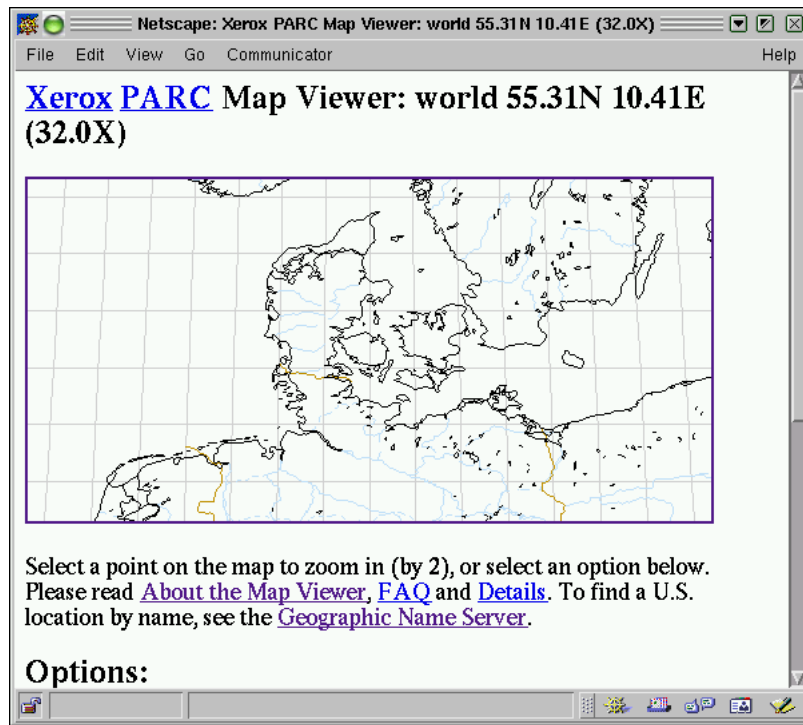 Netscape: Xerox PARC Map Viewer: world 55.31N 10.41E (32.0X)
File Edit View Go Communicator Help
Xerox PARC Map Viewer: world 55.31N 10.41E
(32.0X)
Select a point on the map to zoom in (by 2), or select an option below.
Please read About the Map Viewer, FAQ and Details. To find a U.S.
location by name, see the Geographic Name Server.
Options: